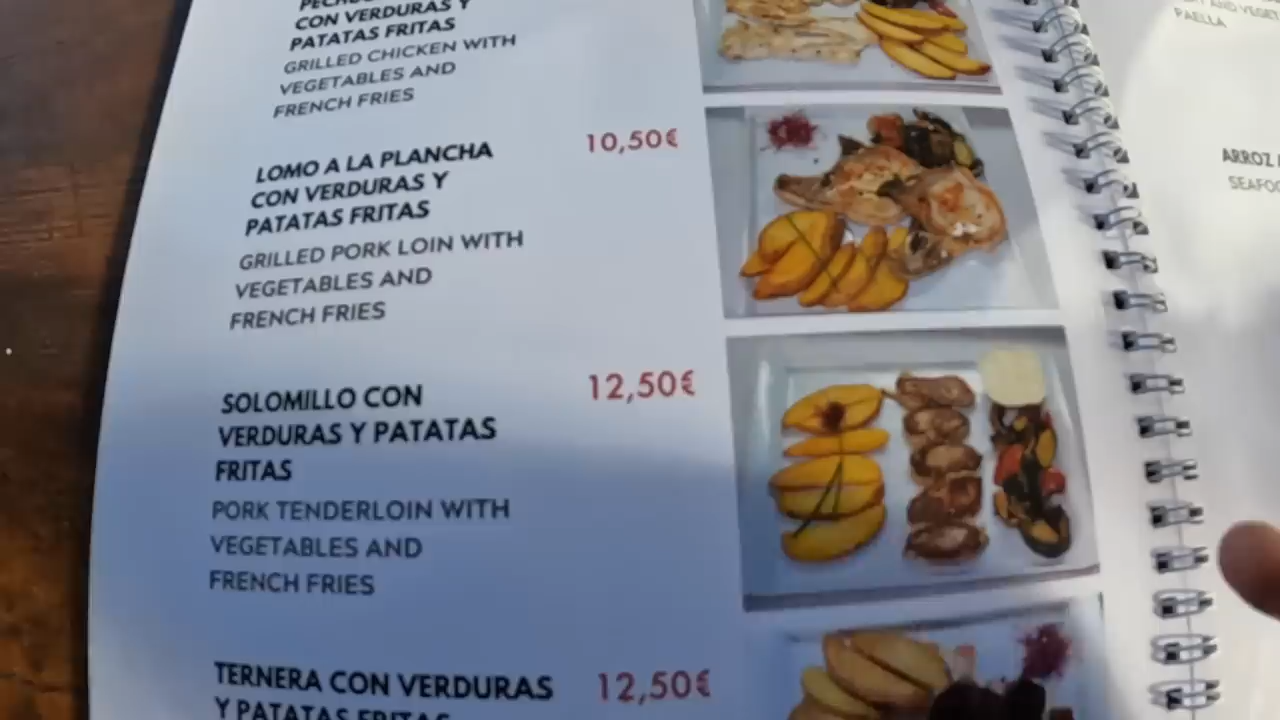 CON VERDURAS Y
PATATAS FRITAS
GRILLED CHICKEN WITH
VEGETABLES AND
FRENCH FRIES
LOMO A LA PLANCHA
CON VERDURAS Y
PATATAS FRITAS
10,50€
GRILLED PORK LOIN WITH
VEGETABLES AND
FRENCH FRIES
SOLOMILLO CON
VERDURAS Y PATATAS
FRITAS
12,50€
PORK TENDERLOIN WITH
VEGETABLES AND
FRENCH FRIES
TERNERA CON VERDURAS
Y PATATAS FRITAS
12,50€
PAELLA
ARROZ